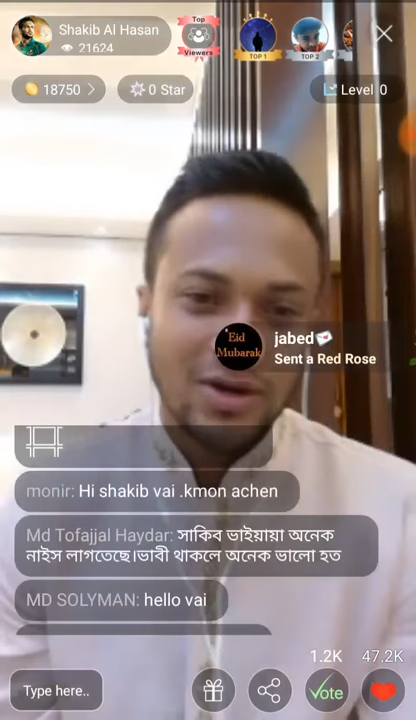 Shakib Al Hasan
21624
Top
Viewers
TOP 1
TOP 2
18750
0 Star
Level 0
Eid
Mubarak
jabed
Sent a Red Rose
monir: Hi shakib vai .kmon achen
Md Tofajjal Haydar: সাকিব ভাইয়ায়া অনেক
নাইস লাগতেছে।ভাবী থাকলে অনেক ভালো হত
MD SOLYMAN: hello vai
1.2K
47.2K
Type here..
Vote